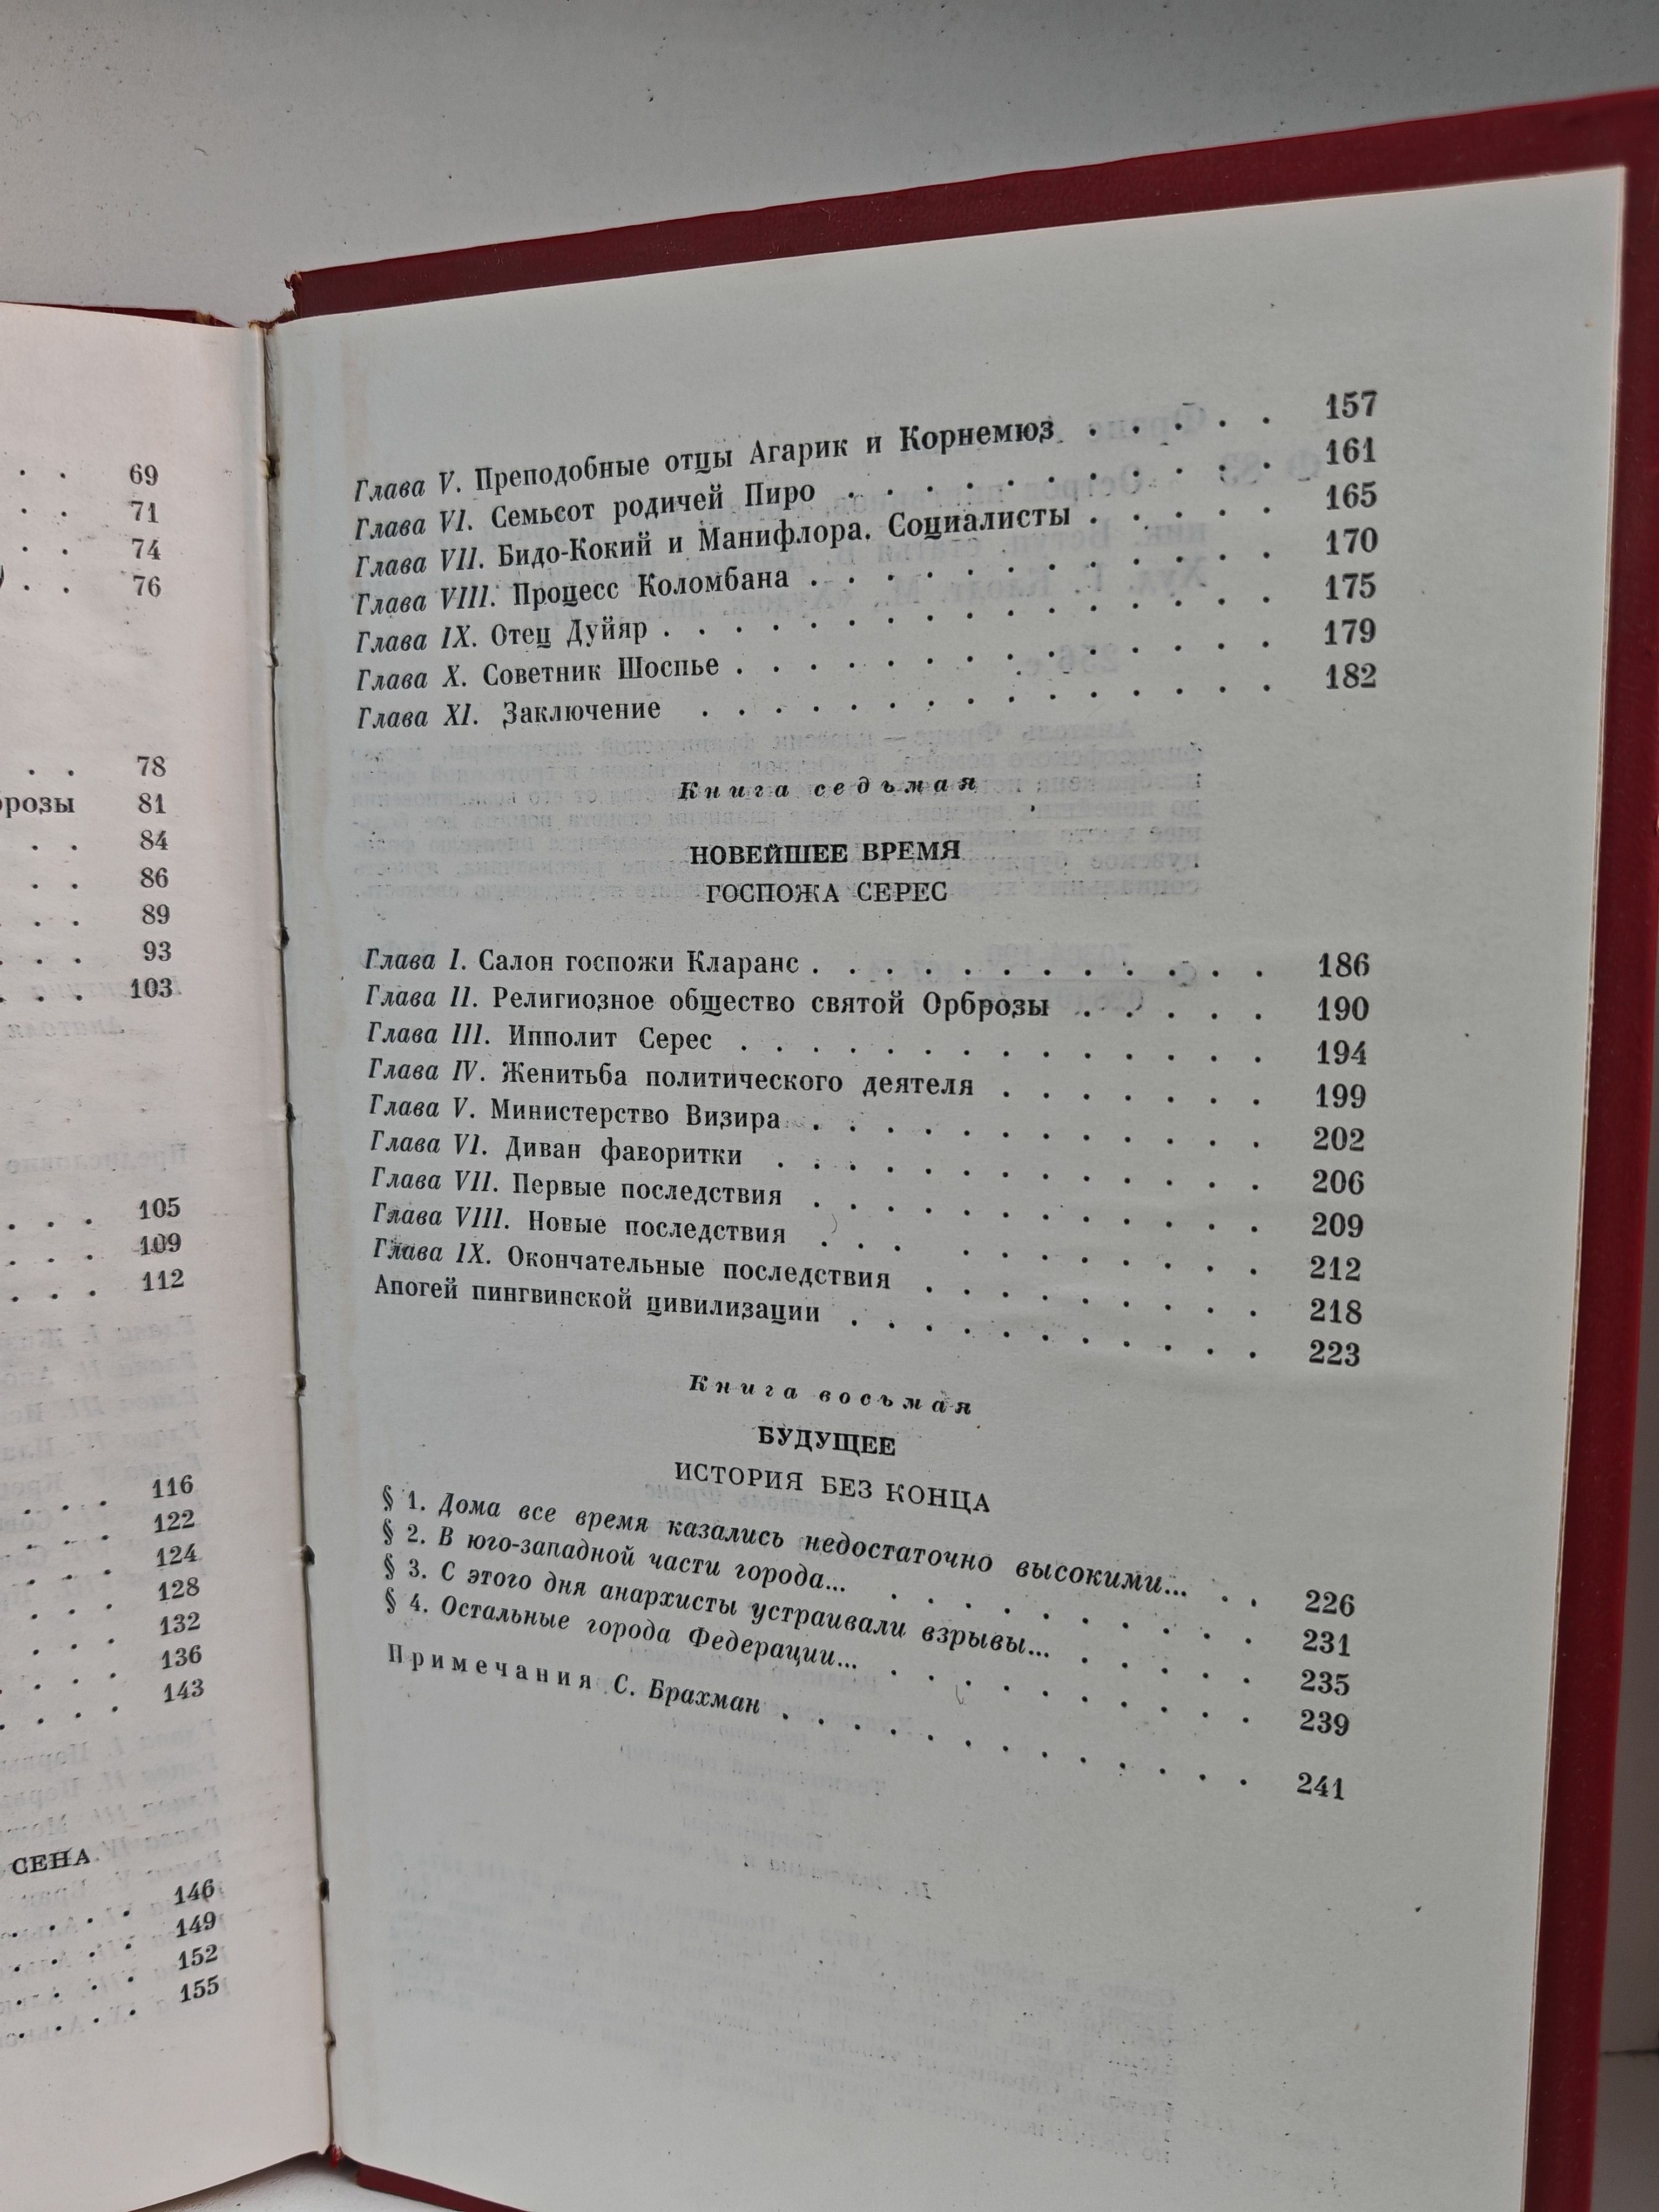 69
71
74
76
78
81
84
86
89
93
103
105
109
112
116
122
124
128
132
136
143
СЕНА
146
149
152
155
Глава V. Преподобные отцы Агарик и Корнемюз . . . . . 157
Глава VI. Семьсот родичей Пиро . . . . . . . . . . . 161
Глава VII. Бидо-Кокий и Манифлора. Социалисты . . . . . 165
Глава VIII. Процесс Коломбана . . . . . . . . . . . . 170
Глава IX. Отец Дуйяр . . . . . . . . . . . . . . . . 175
Глава X. Советник Шоспье . . . . . . . . . . . . . . 179
Глава XI. Заключение . . . . . . . . . . . . . . . 182
Книга седьмая
НОВЕЙШЕЕ ВРЕМЯ
ГОСПОЖА СЕРЕС
Глава I. Салон госпожи Кларанс . . . . . . . . . . . . 186
Глава II. Религиозное общество святой Орброзы . . . . . 190
Глава III. Ипполит Серес . . . . . . . . . . . . . . 194
Глава IV. Женитьба политического деятеля . . . . . . . 199
Глава V. Министерство Визира . . . . . . . . . . . . 202
Глава VI. Диван фаворитки . . . . . . . . . . . . . 206
Глава VII. Первые последствия . . . . . . . . . . . . 209
Глава VIII. Новые последствия . . . . . . . . . . . 212
Глава IX. Окончательные последствия . . . . . . . . . 218
Апогей пингвинской цивилизации . . . . . . . . . . . 223
Книга восьмая
БУДУЩЕЕ
ИСТОРИЯ БЕЗ КОНЦА
§ 1. Дома все время казались недостаточно высокими... . . 226
§ 2. В юго-западной части города... . . . . . . . . . . 231
§ 3. С этого дня анархисты устраивали взрывы... . . . . . 235
§ 4. Остальные города Федерации... . . . . . . . . . . 239
Примечания С. Брахман . . . . . . . . . . . . . 241